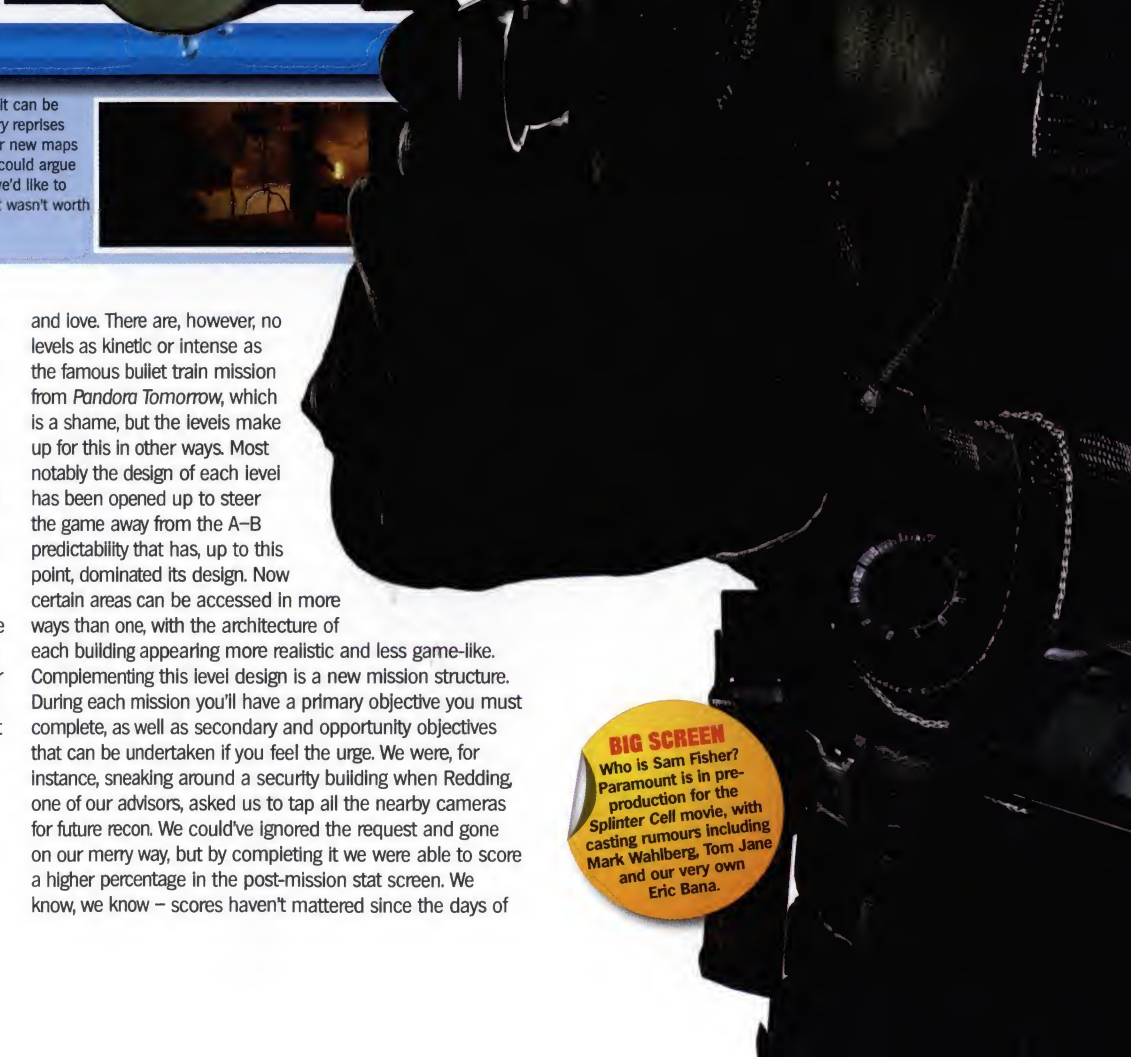 it can be
y reprises
r new maps
could argue
e'd like to
t wasn't worth
and love. There are, however, no
levels as kinetic or intense as
the famous bullet train mission
from Pandora Tomorrow, which
is a shame, but the levels make
up for this in other ways. Most
notably the design of each level
has been opened up to steer
the game away from the A–B
predictability that has, up to this
point, dominated its design. Now
certain areas can be accessed in more
ways than one, with the architecture of
each building appearing more realistic and less game-like.
Complementing this level design is a new mission structure.
During each mission you'll have a primary objective you must
complete, as well as secondary and opportunity objectives
that can be undertaken if you feel the urge. We were, for
instance, sneaking around a security building when Redding,
one of our advisors, asked us to tap all the nearby cameras
for future recon. We could've ignored the request and gone
on our merry way, but by completing it we were able to score
a higher percentage in the post-mission stat screen. We
know, we know – scores haven't mattered since the days of
e
r
t
BIG SCREEN
Who is Sam Fisher?
Paramount is in pre-
production for the
Splinter Cell movie, with
casting rumours including
Mark Wahlberg, Tom Jane
and our very own
Eric Bana.